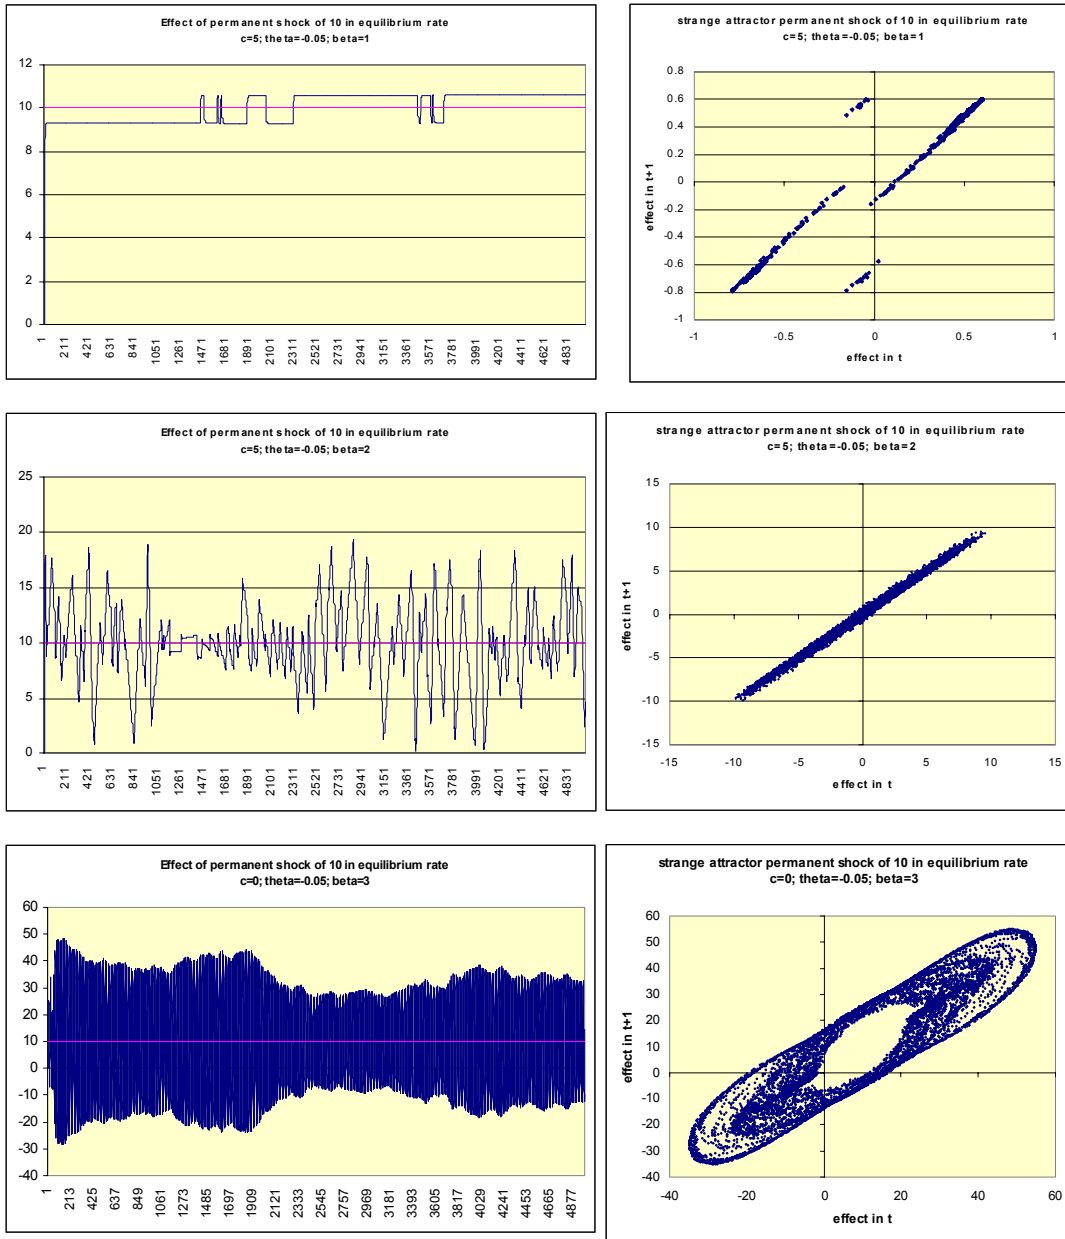 Effect of permanent shock of 10 in equilibrium rate
c=5; theta=-0.05; beta=1
12
10
8
6
4
2
0
1 211 421 631 841 1051 1261 1471 1681 1891 2101 2311 2521 2731 2941 3151 3361 3571 3781 3991 4201 4411 4621 4831
strange attractor permanent shock of 10 in equilibrium rate
c=5; theta=-0.05; beta=1
effect in t+1
0.8
0.6
0.4
0.2
0
-0.2
-0.4
-0.6
-0.8
-1
-1 -0.5 0 0.5 1
effect in t
Effect of permanent shock of 10 in equilibrium rate
c=5; theta=-0.05; beta=2
25
20
15
10
5
0
1 211 421 631 841 1051 1261 1471 1681 1891 2101 2311 2521 2731 2941 3151 3361 3571 3781 3991 4201 4411 4621 4831
strange attractor permanent shock of 10 in equilibrium rate
c=5; theta=-0.05; beta=2
effect in t+1
15
10
5
0
-5
-10
-15
-15 -10 -5 0 5 10 15
effect in t
Effect of permanent shock of 10 in equilibrium rate
c=0; theta=-0.05; beta=3
60
50
40
30
20
10
0
-10
-20
-30
-40
1 213 425 637 849 1061 1273 1485 1697 1909 2121 2333 2545 2757 2969 3181 3393 3605 3817 4029 4241 4453 4665 4877
strange attractor permanent shock of 10 in equilibrium rate
c=0; theta=-0.05; beta=3
effect in t+1
60
50
40
30
20
10
0
-10
-20
-30
-40
-40 -20 0 20 40 60
effect in t